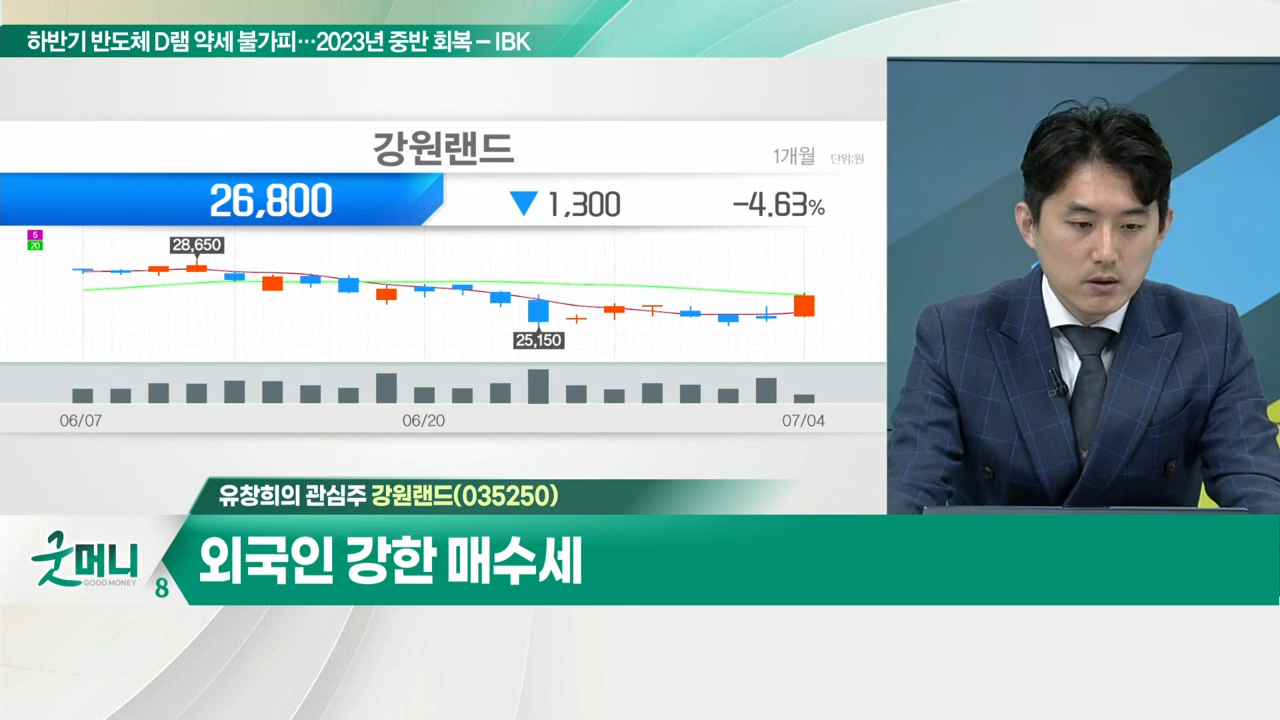 하반기 반도체 D램 약세 불가피…2023년 중반 회복 – IBK
강원랜드
1개월 단위:원
26,800 ▼ 1,300 -4.63%
5
20
28,650
25,150
06/07 06/20 07/04
유창희의 관심주 강원랜드(035250)
굿머니
GOOD MONEY
8
외국인 강한 매수세